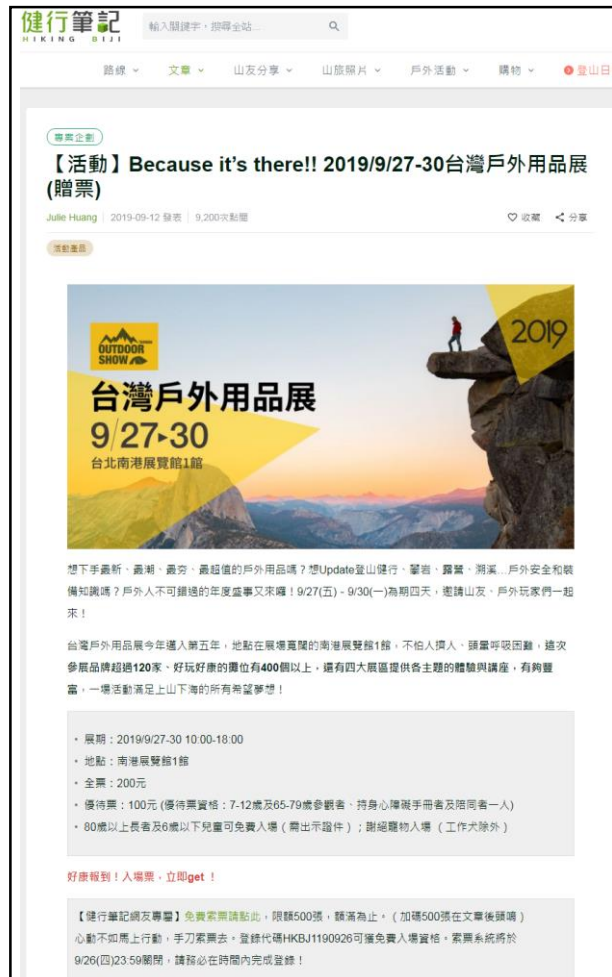 健行筆記
HIKING BIJI
輸入關鍵字，搜尋全站...
路線 文章 山友分享 山旅照片 戶外活動 購物 登山日
專案企劃
【活動】Because it’s there!! 2019/9/27-30台灣戶外用品展
(贈票)
Julie Huang 2019-09-12 發表 9,200次點閱 收藏 分享
活動產品
2019
OUTDOOR
SHOW
台灣戶外用品展
9/27▸30
台北南港展覽館1館
想下手最新、最潮、最夯、最超值的戶外用品嗎？想Update登山健行、攀岩、露營、溯溪...戶外安全和裝
備知識嗎？戶外人不可錯過的年度盛事又來囉！9/27(五) - 9/30(一)為期四天，邀請山友、戶外玩家們一起
來！
台灣戶外用品展今年邁入第五年，地點在展場寬闊的南港展覽館1館，不怕人擠人、頭暈呼吸困難，這次
參展品牌超過120家、好玩好康的攤位有400個以上，還有四大展區提供各主題的體驗與講座，有夠豐
富，一場活動滿足上山下海的所有希望夢想！
• 展期：2019/9/27-30 10:00-18:00
• 地點：南港展覽館1館
• 全票：200元
• 優待票：100元 (優待票資格：7-12歲及65-79歲參觀者、持身心障礙手冊者及陪同者一人)
• 80歲以上長者及6歲以下兒童可免費入場（需出示證件）；謝絕寵物入場 （工作犬除外）
好康報到！入場票，立即get ！
【健行筆記網友專屬】免費索票請點此，限額500張，額滿為止。（加碼500張在文章後頭唷）
心動不如馬上行動，手刀索票去。登錄代碼HKBJ1190926可獲免費入場資格。索票系統將於
9/26(四)23:59關閉，請務必在時間內完成登錄！